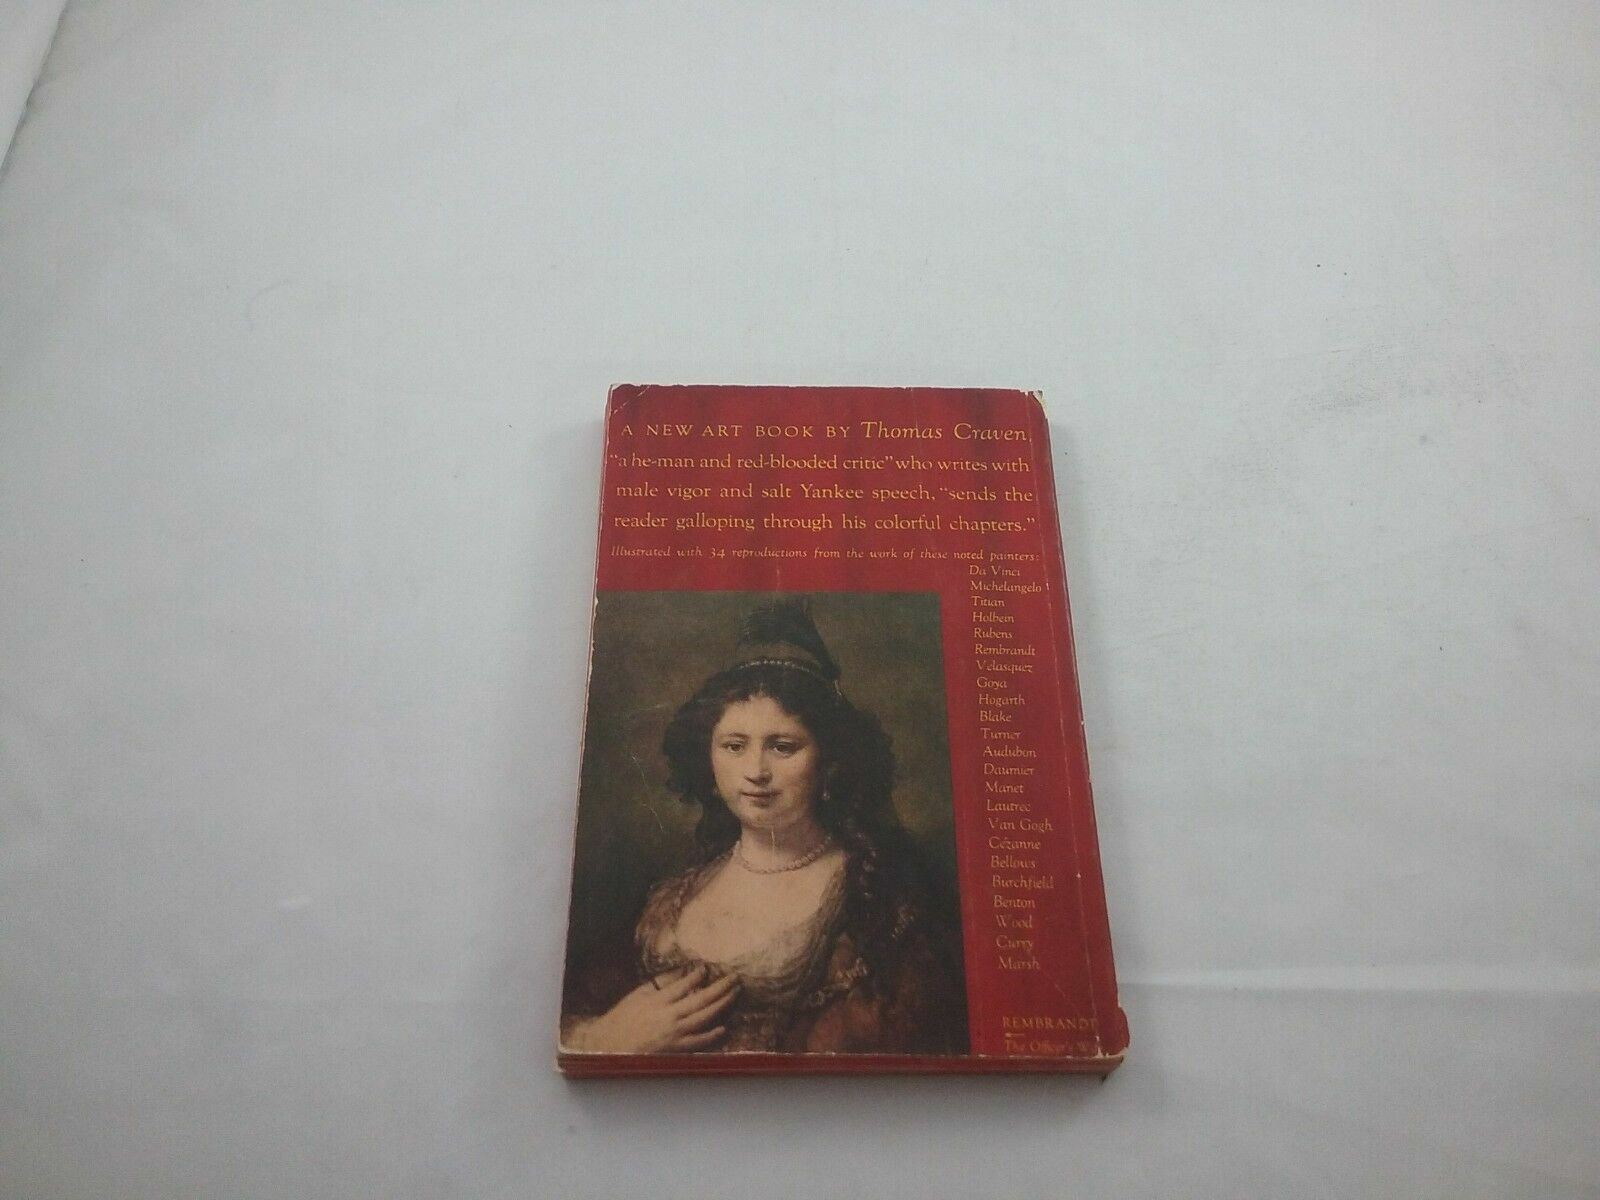 A NEW ART BOOK BY Thomas Craven,
"a he-man and red-blooded critic" who writes with
male vigor and salt Yankee speech, "sends the
reader galloping through his colorful chapters."
Illustrated with 34 reproductions from the work of these noted painters:
Da Vinci
Michelangelo
Titian
Holbein
Rubens
Rembrandt
Velasquez
Goya
Hogarth
Blake
Turner
Audubon
Daumier
Manet
Lautrec
Van Gogh
Cézanne
Bellows
Burchfield
Benton
Wood
Curry
Marsh
REMBRANDT
The Officer's